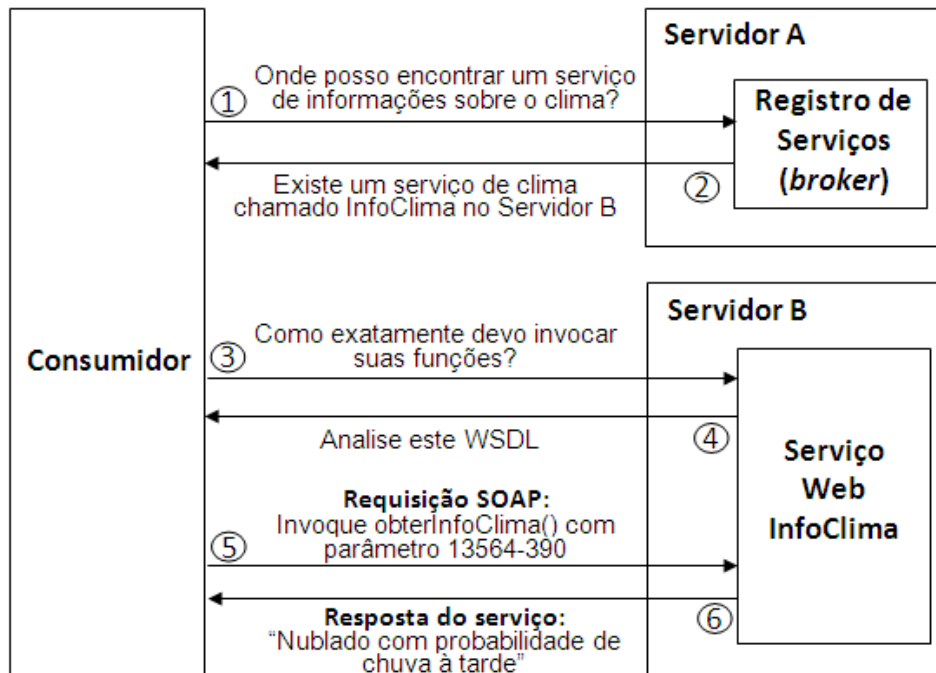 Servidor A
Onde posso encontrar um serviço
de informações sobre o clima?
①
Registro de
Serviços
(broker)
Existe um serviço de clima
chamado InfoClima no Servidor B
②
Servidor B
Consumidor
Como exatamente devo invocar
suas funções?
③
Analise este WSDL
④
Serviço
Web
InfoClima
Requisição SOAP:
Invoque obterInfoClima() com
parâmetro 13564-390
⑤
Resposta do serviço:
“Nublado com probabilidade de
chuva à tarde”
⑥